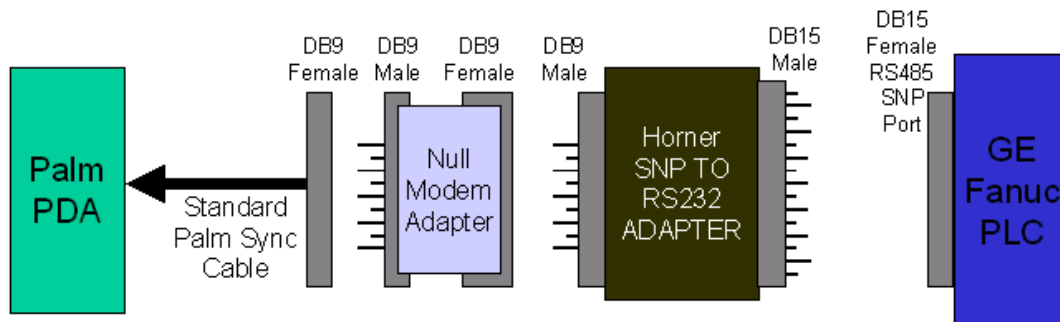 Palm
PDA
Standard
Palm Sync
Cable
DB9
Female
DB9
Male
Null
Modem
Adapter
DB9
Female
DB9
Male
Horner
SNP TO
RS232
ADAPTER
DB15
Male
DB15
Female
RS485
SNP
Port
GE
Fanuc
PLC